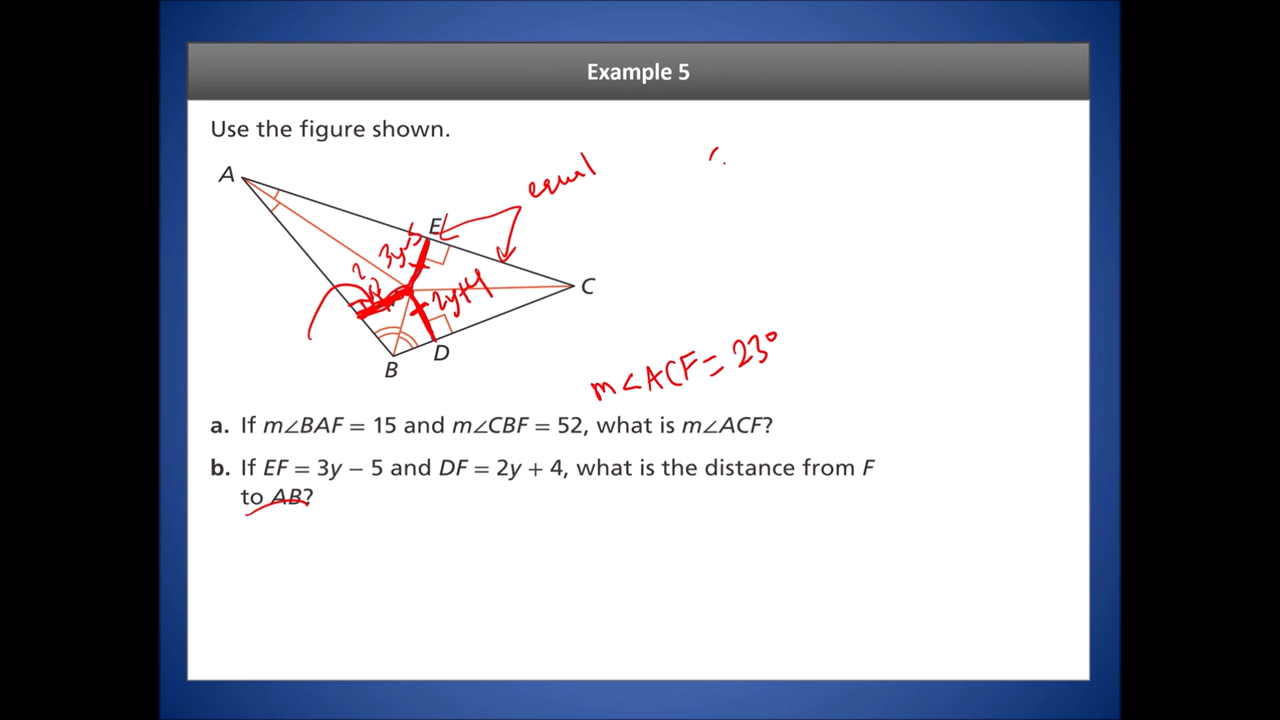 Example 5
Use the figure shown.
equal
A
E
3y-5
C
2y+4
D
B
m<ACF = 23°
a. If m∠BAF = 15 and m∠CBF = 52, what is m∠ACF?
b. If EF = 3y − 5 and DF = 2y + 4, what is the distance from F
to AB?